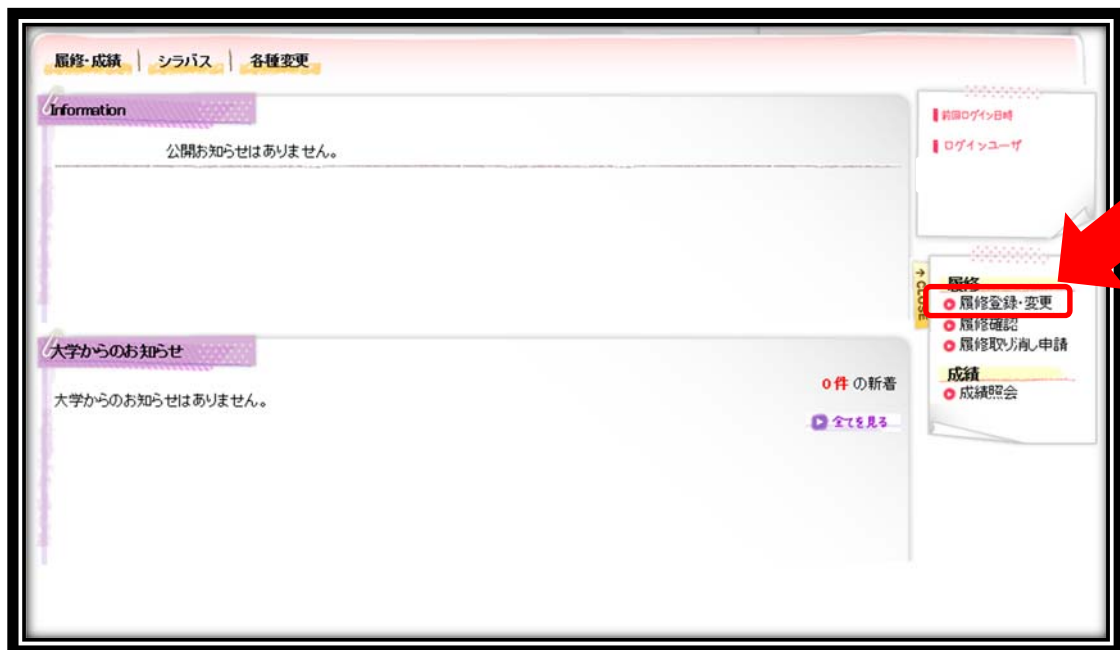 履修・成績 シラバス 各種変更
Information
公開お知らせはありません。
前回ログイン日時
ログインユーザ
↑ CLOSE
履修
履修登録・変更
履修確認
履修取り消し申請
成績
成績照会
大学からのお知らせ
0件 の新着
大学からのお知らせはありません。
全てを見る